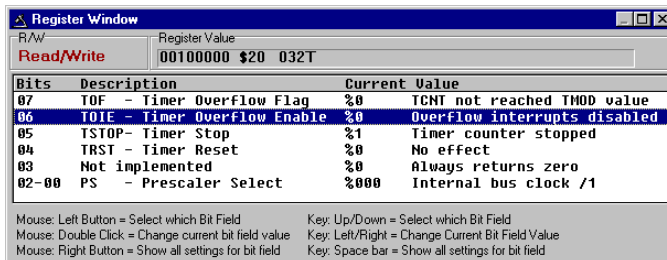 Register Window
R/W
Register Value
Read/Write
00100000 $20 032T
Bits Description Current Value
07 TOF - Timer Overflow Flag %0 TCNT not reached TMOD value
06 TOIE - Timer Overflow Enable %0 Overflow interrupts disabled
05 TSTOP- Timer Stop %1 Timer counter stopped
04 TRST - Timer Reset %0 No effect
03 Not implemented %0 Always returns zero
02-00 PS - Prescaler Select %000 Internal bus clock /1
Mouse: Left Button = Select which Bit Field Key: Up/Down = Select which Bit Field
Mouse: Double Click = Change current bit field value Key: Left/Right = Change Current Bit Field Value
Mouse: Right Button = Show all settings for bit field Key: Space bar = Show all settings for bit field